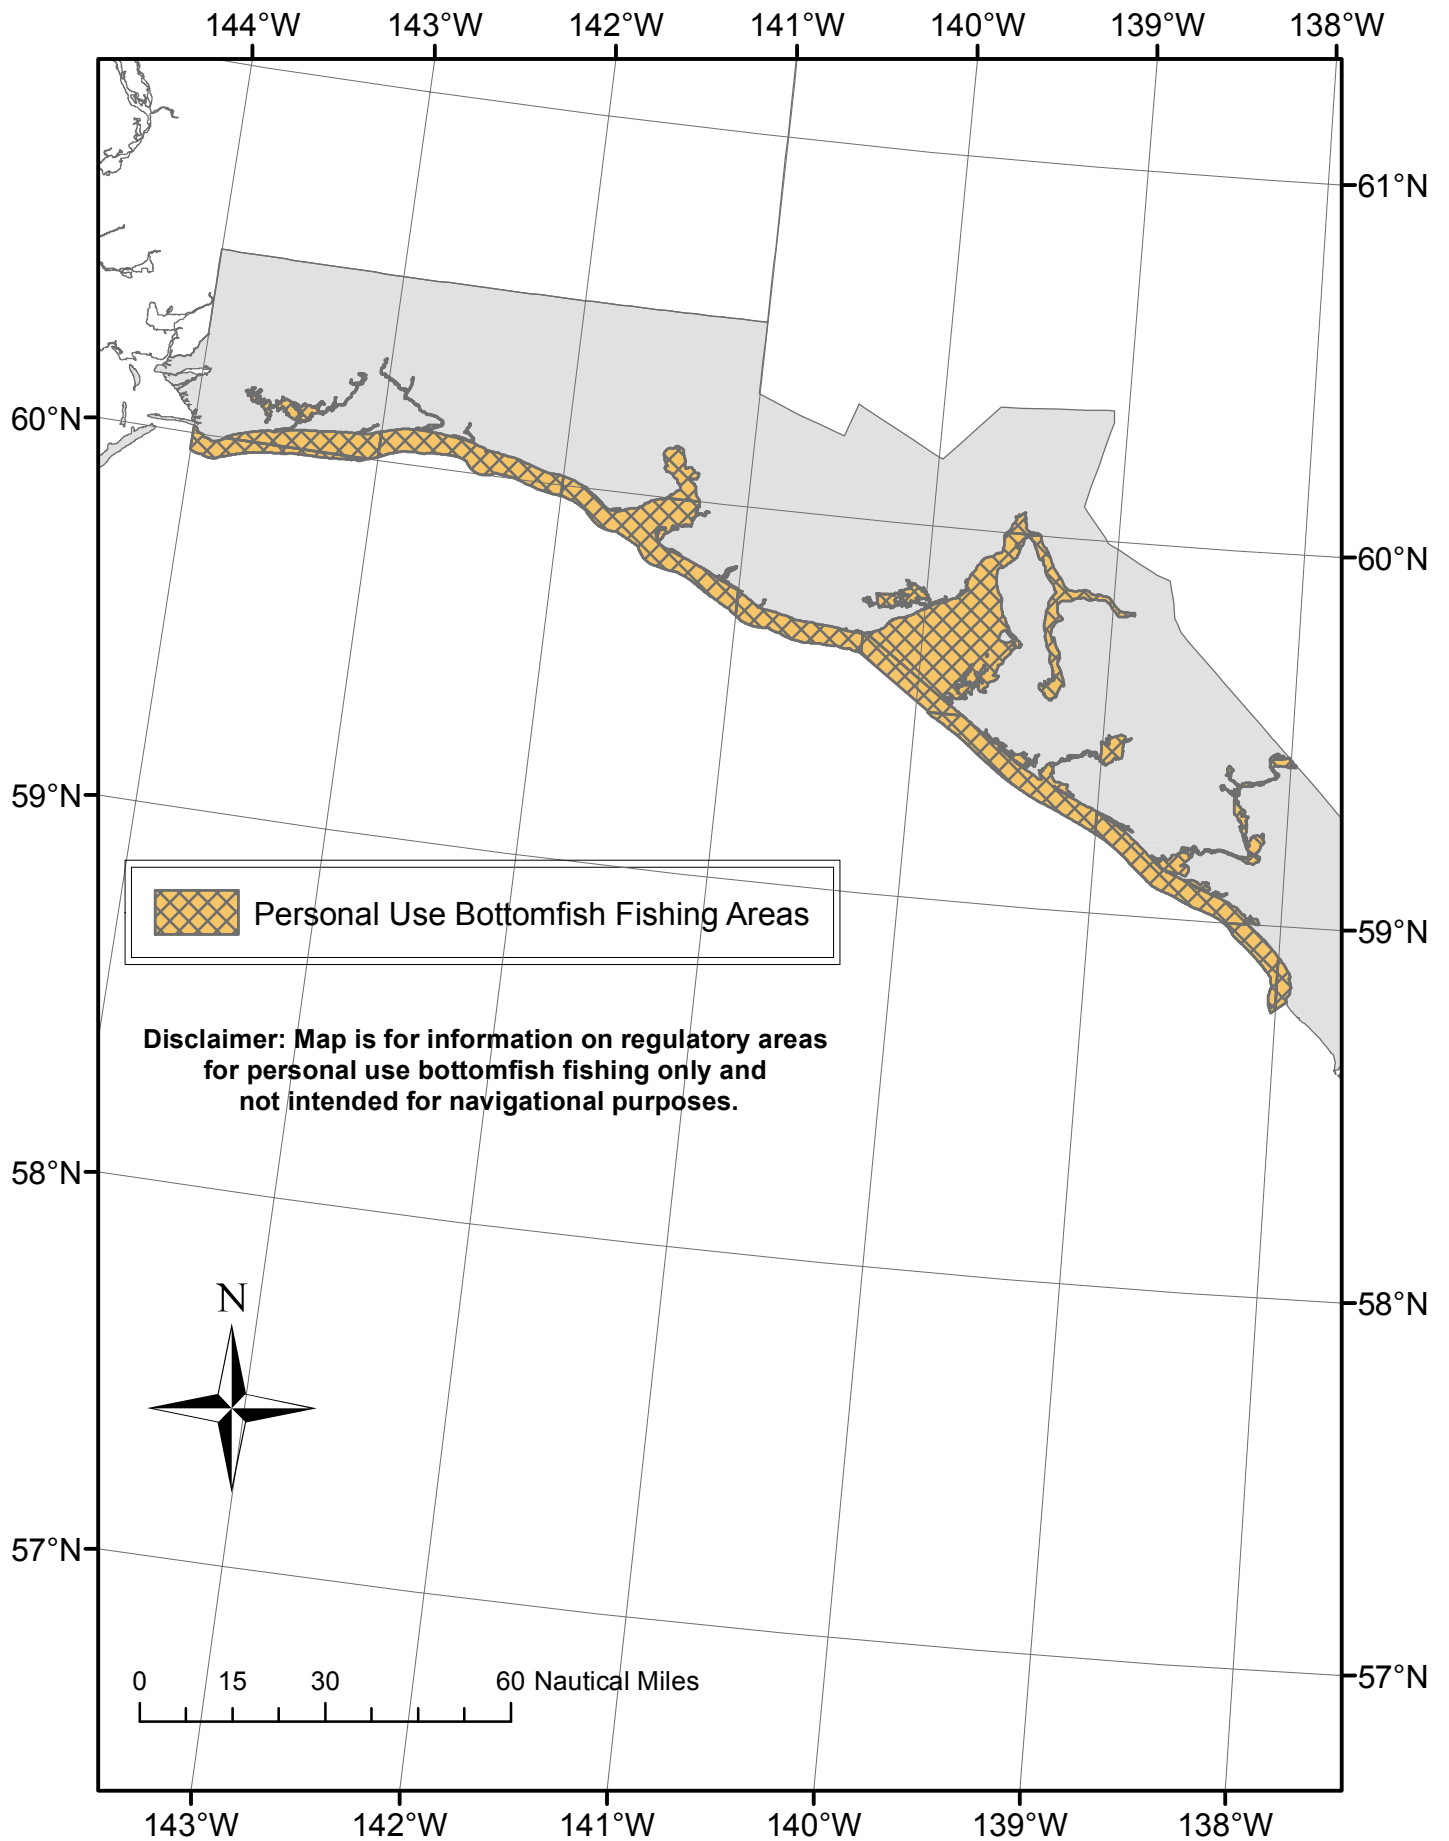 144°W 143°W 142°W 141°W 140°W 139°W 138°W
61°N
60°N
60°N
59°N
Personal Use Bottomfish Fishing Areas
59°N
Disclaimer: Map is for information on regulatory areas
for personal use bottomfish fishing only and
not intended for navigational purposes.
58°N
N
58°N
57°N
0 15 30 60 Nautical Miles
57°N
143°W 142°W 141°W 140°W 139°W 138°W